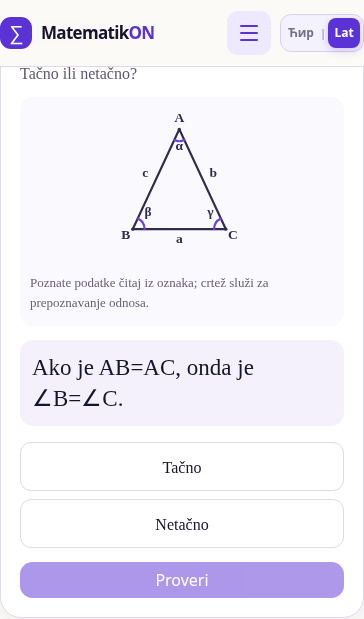 ∑ MatematikON ☰ Ћир | Lat
Tačno ili netačno?
A
α
c b
β γ
B C
a
Poznate podatke čitaj iz oznaka; crtež služi za
prepoznavanje odnosa.
Ako je AB=AC, onda je
∠B=∠C.
Tačno
Netačno
Proveri